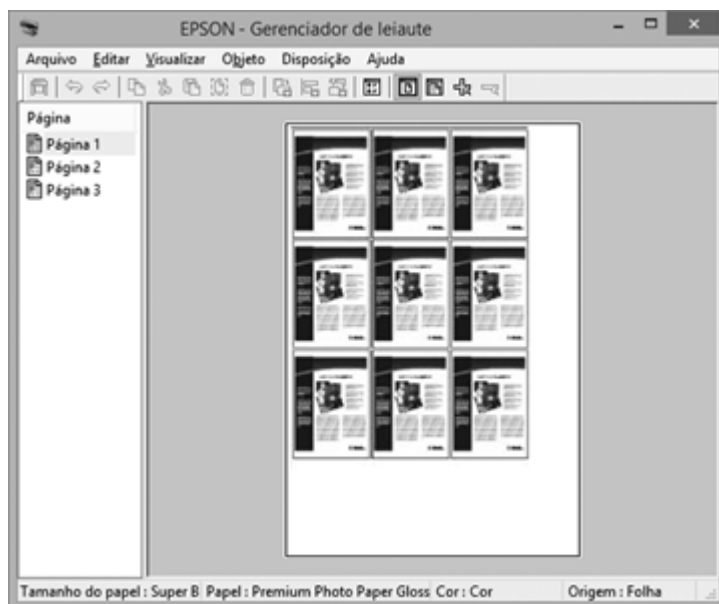 EPSON - Gerenciador de leiaute
Arquivo Editar Visualizar Objeto Disposição Ajuda
Página
Página 1
Página 2
Página 3
Tamanho do papel : Super B Papel : Premium Photo Paper Gloss Cor : Cor Origem : Folha